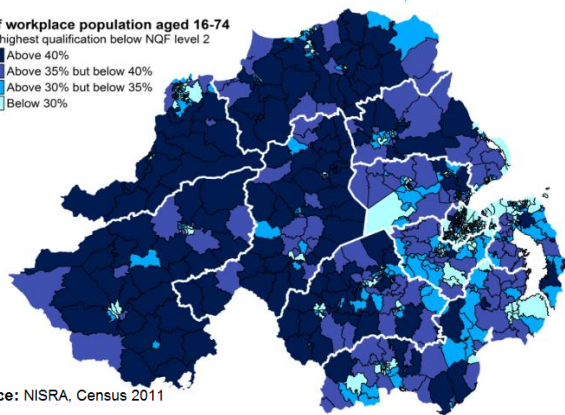 f workplace population aged 16-74
highest qualification below NQF level 2
Above 40%
Above 35% but below 40%
Above 30% but below 35%
Below 30%
ce: NISRA, Census 2011